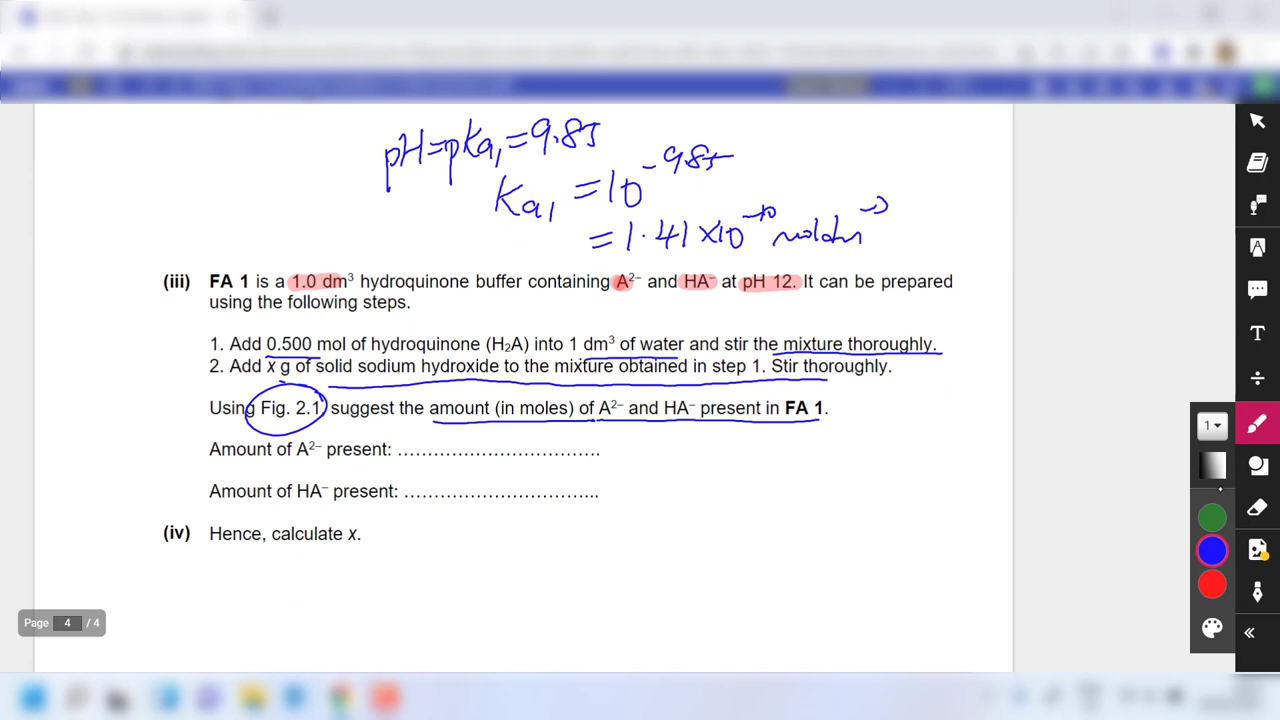 pH=pKa₁=9.85
Ka₁ =10⁻⁹·⁸⁵
=1.41×10⁻¹⁰ moldm⁻³
(iii) FA 1 is a 1.0 dm³ hydroquinone buffer containing A²⁻ and HA⁻ at pH 12. It can be prepared
using the following steps.
1. Add 0.500 mol of hydroquinone (H₂A) into 1 dm³ of water and stir the mixture thoroughly.
2. Add x g of solid sodium hydroxide to the mixture obtained in step 1. Stir thoroughly.
Using Fig. 2.1 suggest the amount (in moles) of A²⁻ and HA⁻ present in FA 1.
Amount of A²⁻ present: …………………………….
Amount of HA⁻ present: …………………………...
(iv) Hence, calculate x.
Page 4 / 4
1
T